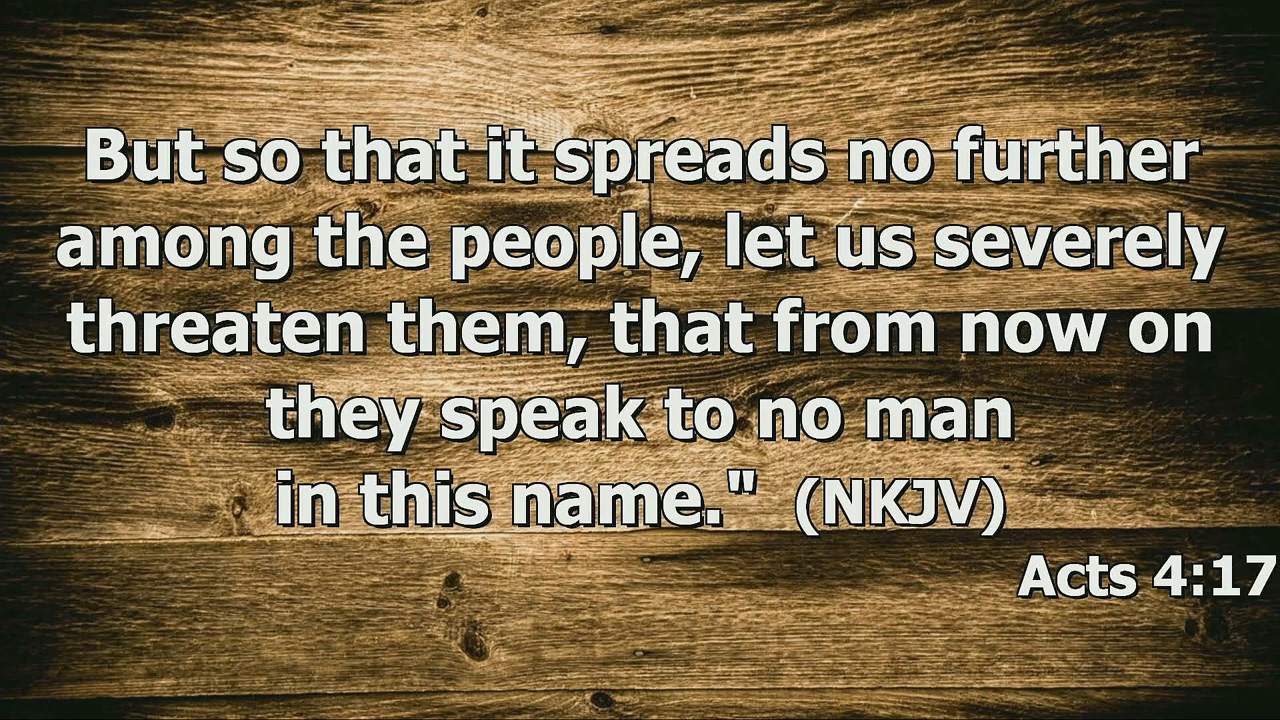 But so that it spreads no further
among the people, let us severely
threaten them, that from now on
they speak to no man
in this name." (NKJV)
Acts 4:17